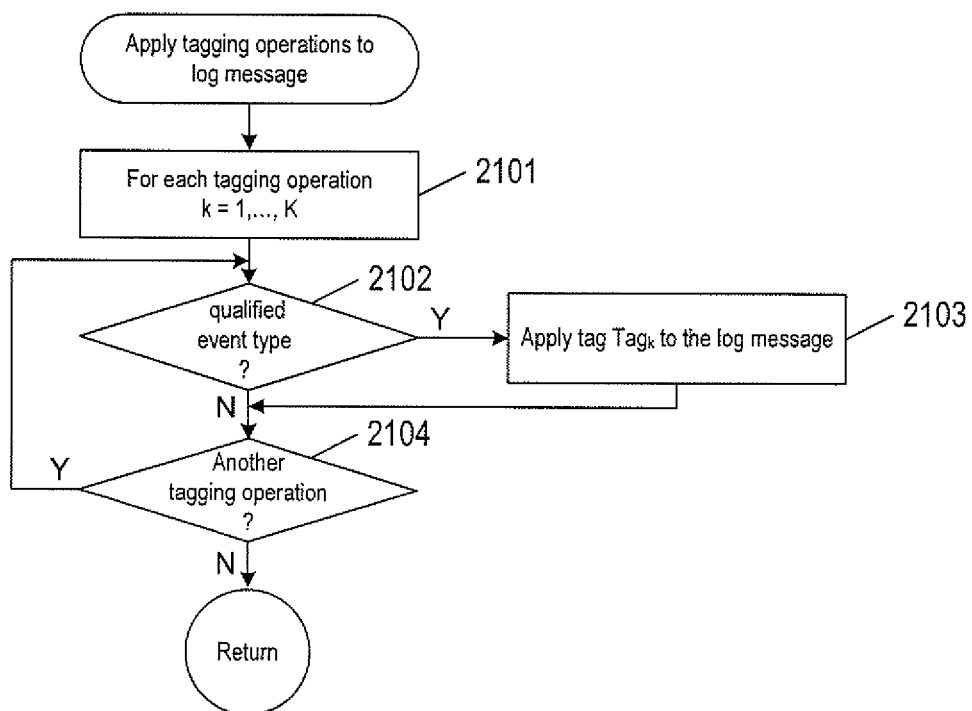 Apply tagging operations to
log message
For each tagging operation
k = 1,..., K
2101
2102
qualified
event type
?
Y
Apply tag Tagₖ to the log message
2103
N
2104
Another
tagging operation
?
Y
N
Return